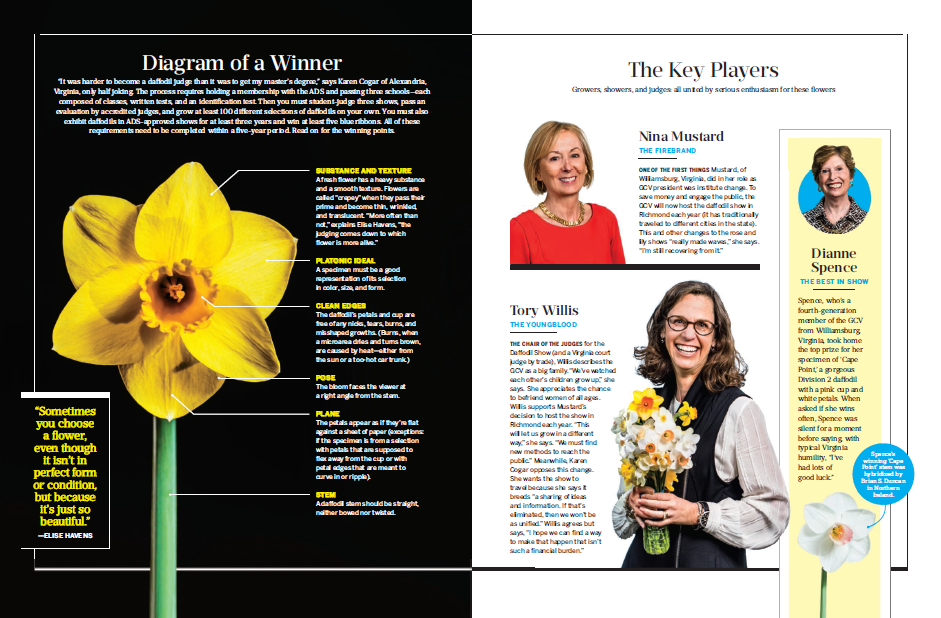 Diagram of a Winner
"It was harder to become a daffodil judge than it was to get my master's degree," says Karen Cogar of Alexandria,
Virginia, only half joking. The process requires holding a membership with the ADS and passing three schools—each
composed of classes, written tests, and an identification test. Then you must student-judge three shows, pass an
evaluation by accredited judges, and grow at least 100 different selections of daffodils on your own. You must also
exhibit daffodils in ADS-approved shows for at least three years and win at least five blue ribbons. All of these
requirements need to be completed within a five-year period. Read on for the winning points.
SUBSTANCE AND TEXTURE
A fresh flower has a heavy substance
and a smooth texture. Flowers are
called "crepey" when they pass their
prime and become thin, wrinkled,
and translucent. "More often than
not," explains Elise Havens, "the
judging comes down to which
flower is more alive."
PLATONIC IDEAL
A specimen must be a good
representation of its selection
in color, size, and form.
CLEAN EDGES
The daffodil's petals and cup are
free of any nicks, tears, burns, and
misshaped growths. (Burns, when
a microarea dries and turns brown,
are caused by heat—either from
the sun or a too-hot car trunk.)
POSE
The bloom faces the viewer at
a right angle from the stem.
PLANE
The petals appear as if they're flat
against a sheet of paper (exceptions:
if the specimen is from a selection
with petals that are supposed to
flex away from the cup or with
petal edges that are meant to
curve in or ripple).
STEM
A daffodil stem should be straight,
neither bowed nor twisted.
"Sometimes
you choose
a flower,
even though
it isn't in
perfect form
or condition,
but because
it's just so
beautiful."
—ELISE HAVENS
The Key Players
Growers, showers, and judges: all united by serious enthusiasm for these flowers
Nina Mustard
THE FIREBRAND
ONE OF THE FIRST THINGS Mustard, of
Williamsburg, Virginia, did in her role as
GCV president was institute change. To
save money and engage the public, the
GCV will now host the daffodil show in
Richmond each year (it has traditionally
traveled to different cities in the state).
This and other changes to the rose and
lily shows "really made waves," she says.
"I'm still recovering from it."
Tory Willis
THE YOUNGBLOOD
THE CHAIR OF THE JUDGES for the
Daffodil Show (and a Virginia court
judge by trade), Willis describes the
GCV as a big family. "We've watched
each other's children grow up," she
says. She appreciates the chance
to befriend women of all ages.
Willis supports Mustard's
decision to host the show in
Richmond each year. "This
will let us grow in a different
way," she says. "We must find
new methods to reach the
public." Meanwhile, Karen
Cogar opposes this change.
She wants the show to
travel because she says it
breeds "a sharing of ideas
and information. If that's
eliminated, then we won't be
as unified." Willis agrees but
says, "I hope we can find a way
to make that happen that isn't
such a financial burden."
Dianne
Spence
THE BEST IN SHOW
Spence, who's a
fourth-generation
member of the GCV
from Williamsburg,
Virginia, took home
the top prize for her
specimen of 'Cape
Point,' a gorgeous
Division 2 daffodil
with a pink cup and
white petals. When
asked if she wins
often, Spence was
silent for a moment
before saying, with
typical Virginia
humility, "I've
had lots of
good luck."
Spence's
winning 'Cape
Point' stem was
hybridized by
Brian S. Duncan
in Northern
Ireland.